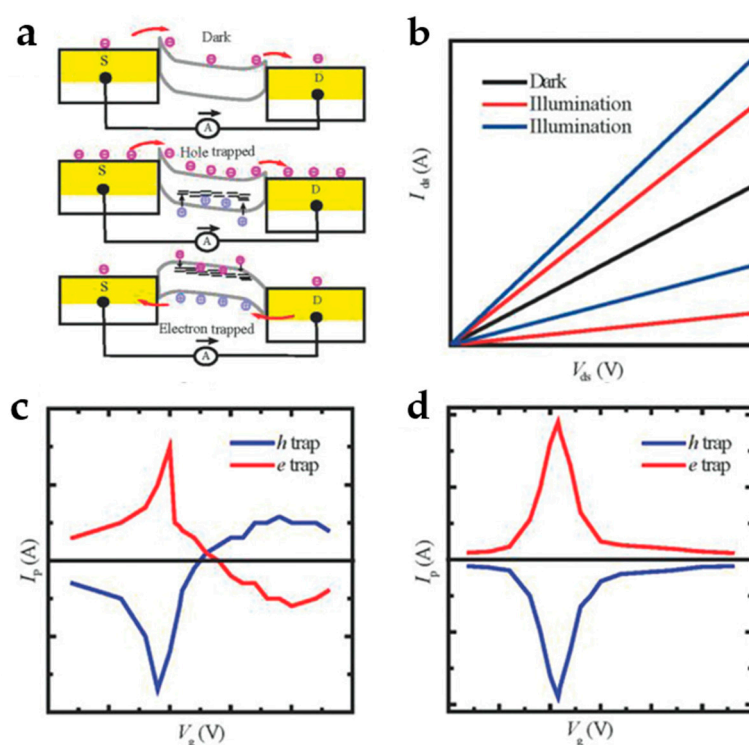 a
Dark
S
D
A
Hole trapped
S
D
A
S
D
Electron trapped
A
b
Dark
Illumination
Illumination
I_ds (A)
V_ds (V)
c
h trap
e trap
I_p (A)
V_g (V)
d
h trap
e trap
I_p (A)
V_g (V)